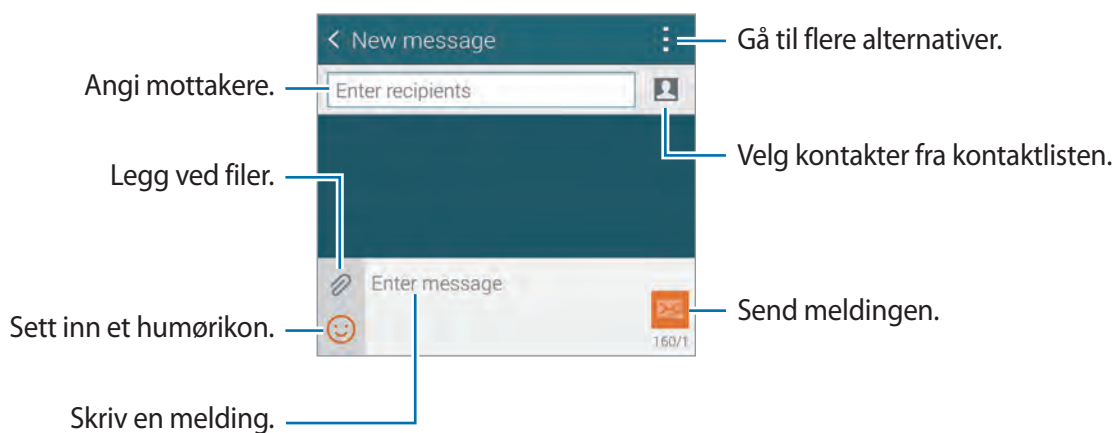 New message
Gå til flere alternativer.
Angi mottakere.
Enter recipients
Velg kontakter fra kontaktlisten.
Legg ved filer.
Enter message
Send meldingen.
Sett inn et humørikon.
160/1
Skriv en melding.